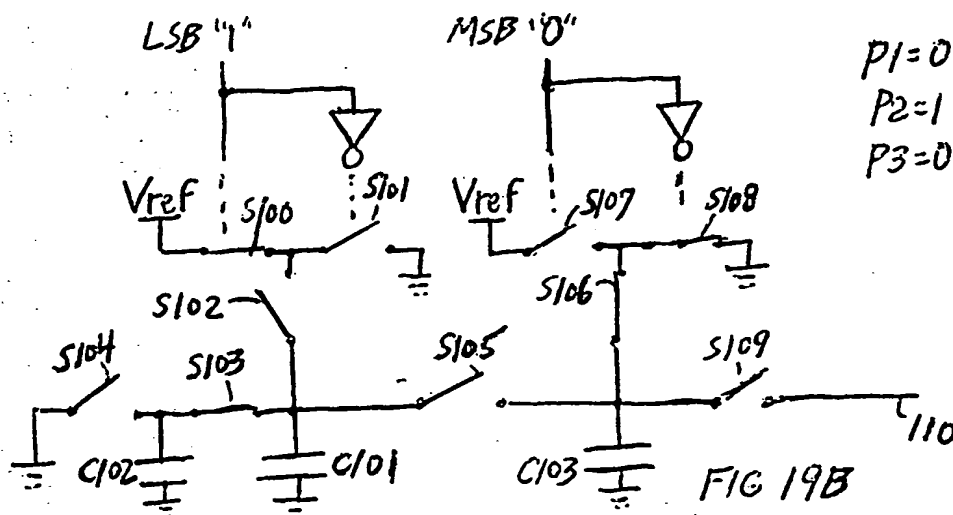 LSB "1"
MSB "0"
P1=0
P2=1
P3=0
Vref
S100
S101
Vref
S107
S108
S102
S106
S104
S103
S105
S109
110
C102
C101
C103
FIG 19B